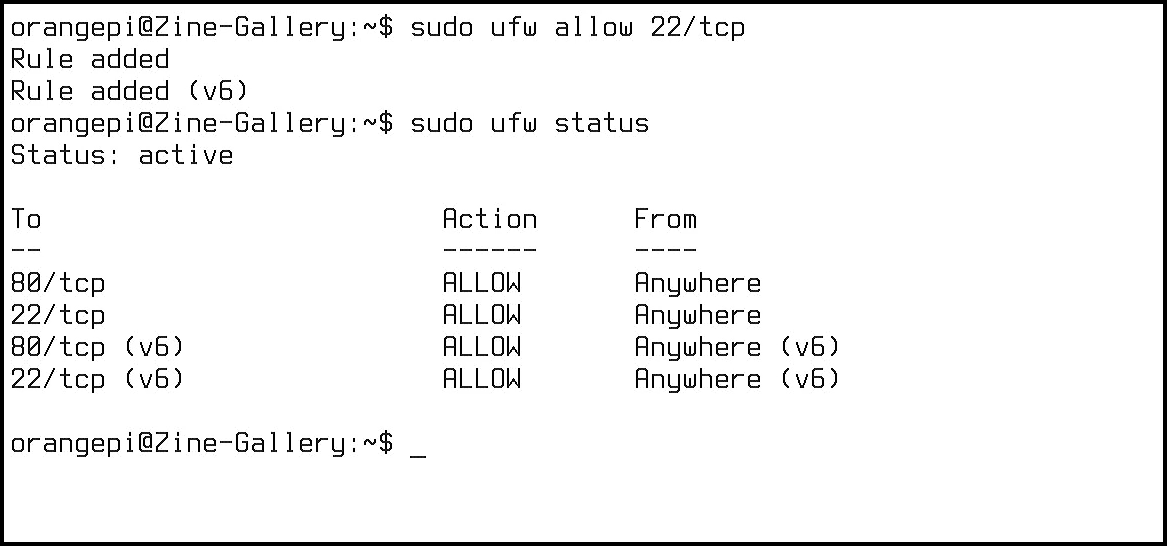 orangepi@Zine-Gallery:~$ sudo ufw allow 22/tcp
Rule added
Rule added (v6)
orangepi@Zine-Gallery:~$ sudo ufw status
Status: active

To                         Action      From
--                         ------      ----
80/tcp                     ALLOW       Anywhere
22/tcp                     ALLOW       Anywhere
80/tcp (v6)                ALLOW       Anywhere (v6)
22/tcp (v6)                ALLOW       Anywhere (v6)

orangepi@Zine-Gallery:~$ _